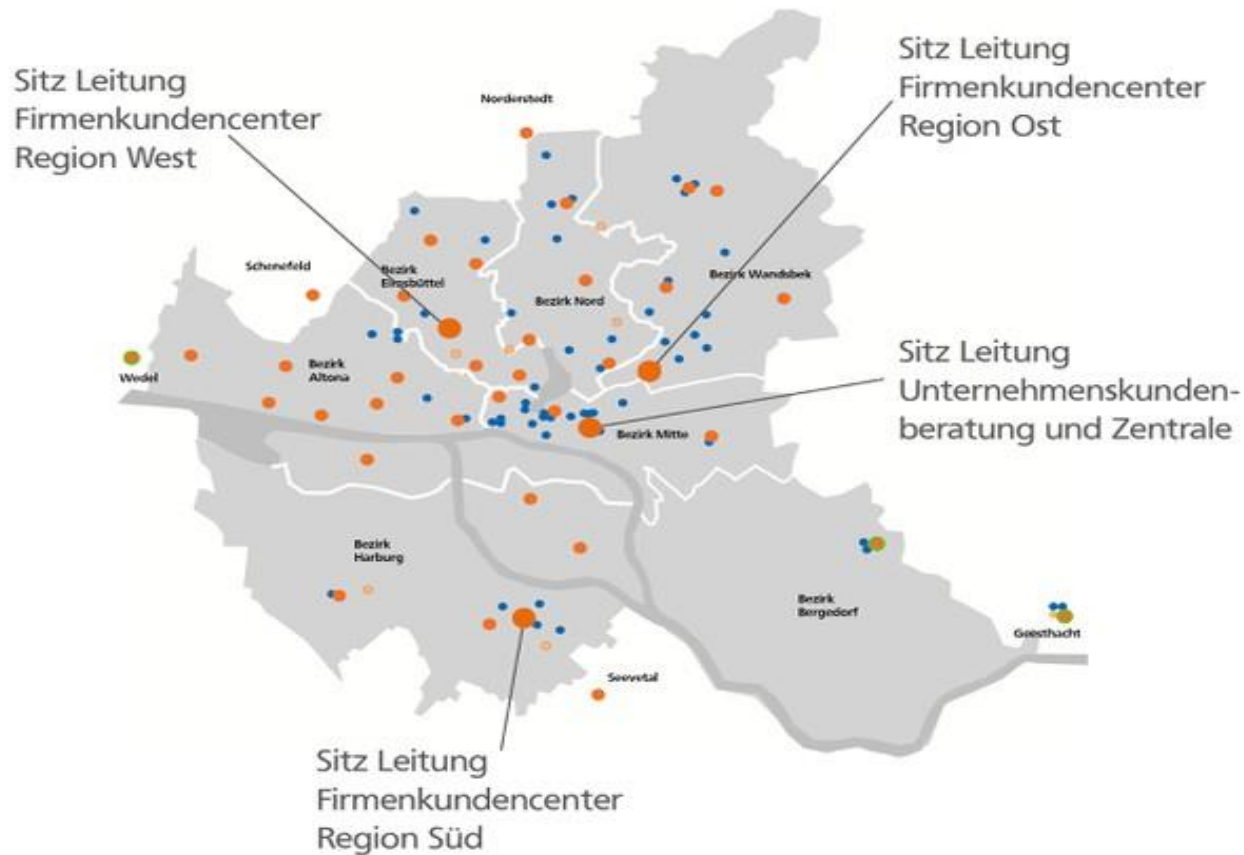 Sitz Leitung
Firmenkundencenter
Region West
Sitz Leitung
Firmenkundencenter
Region Ost
Norderstedt
Schenefeld
Bezirk
Eimsbüttel
Bezirk Wandsbek
Bezirk Nord
Wedel
Bezirk
Altona
Sitz Leitung
Unternehmenskunden-
beratung und Zentrale
Bezirk Mitte
Bezirk
Harburg
Bezirk
Bergedorf
Geesthacht
Seevetal
Sitz Leitung
Firmenkundencenter
Region Süd